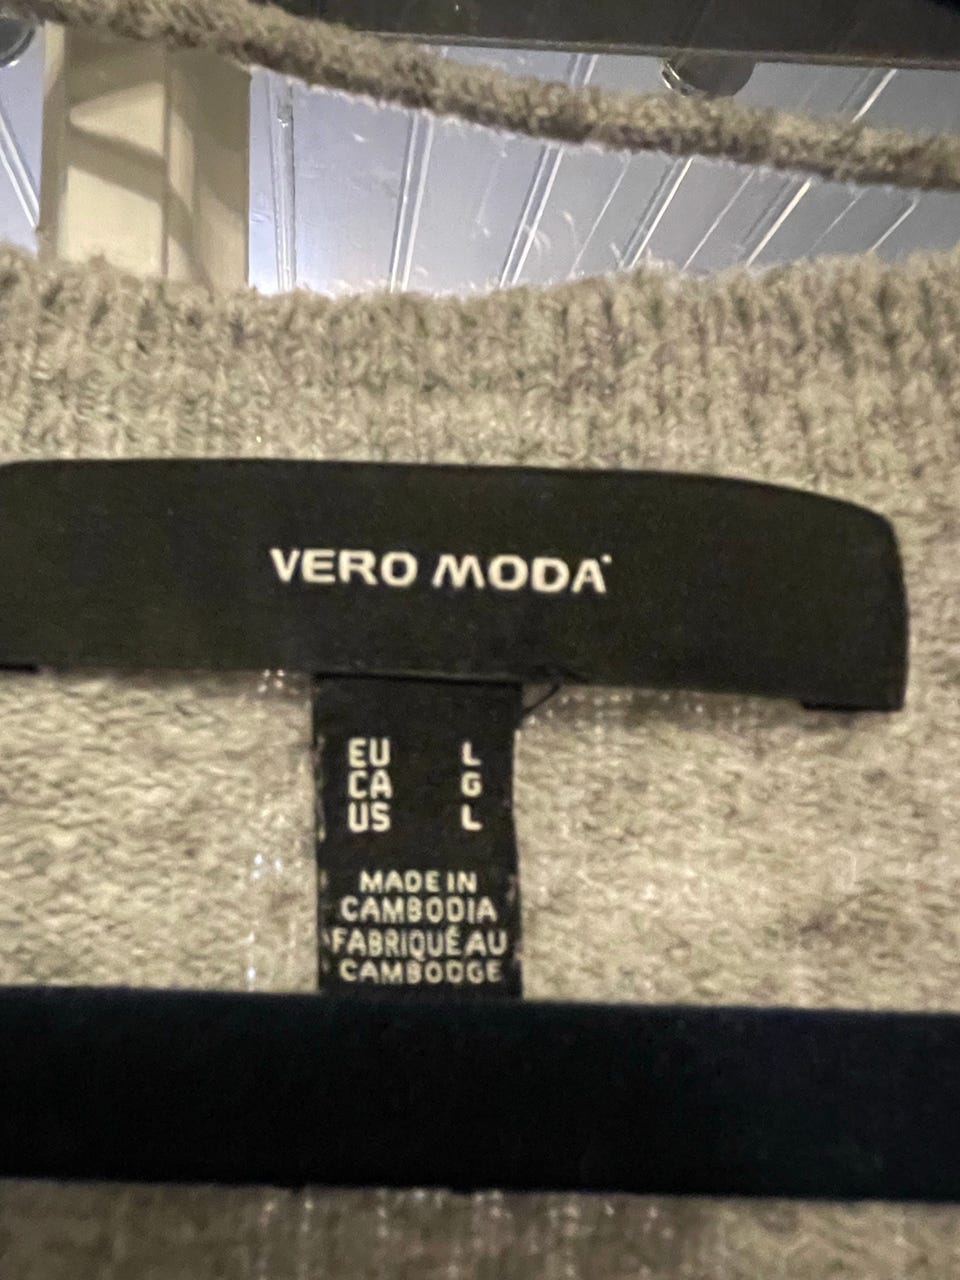 VERO MODA
EU L
CA G
US L
MADE IN
CAMBODIA
FABRIQUÉ AU
CAMBODGE